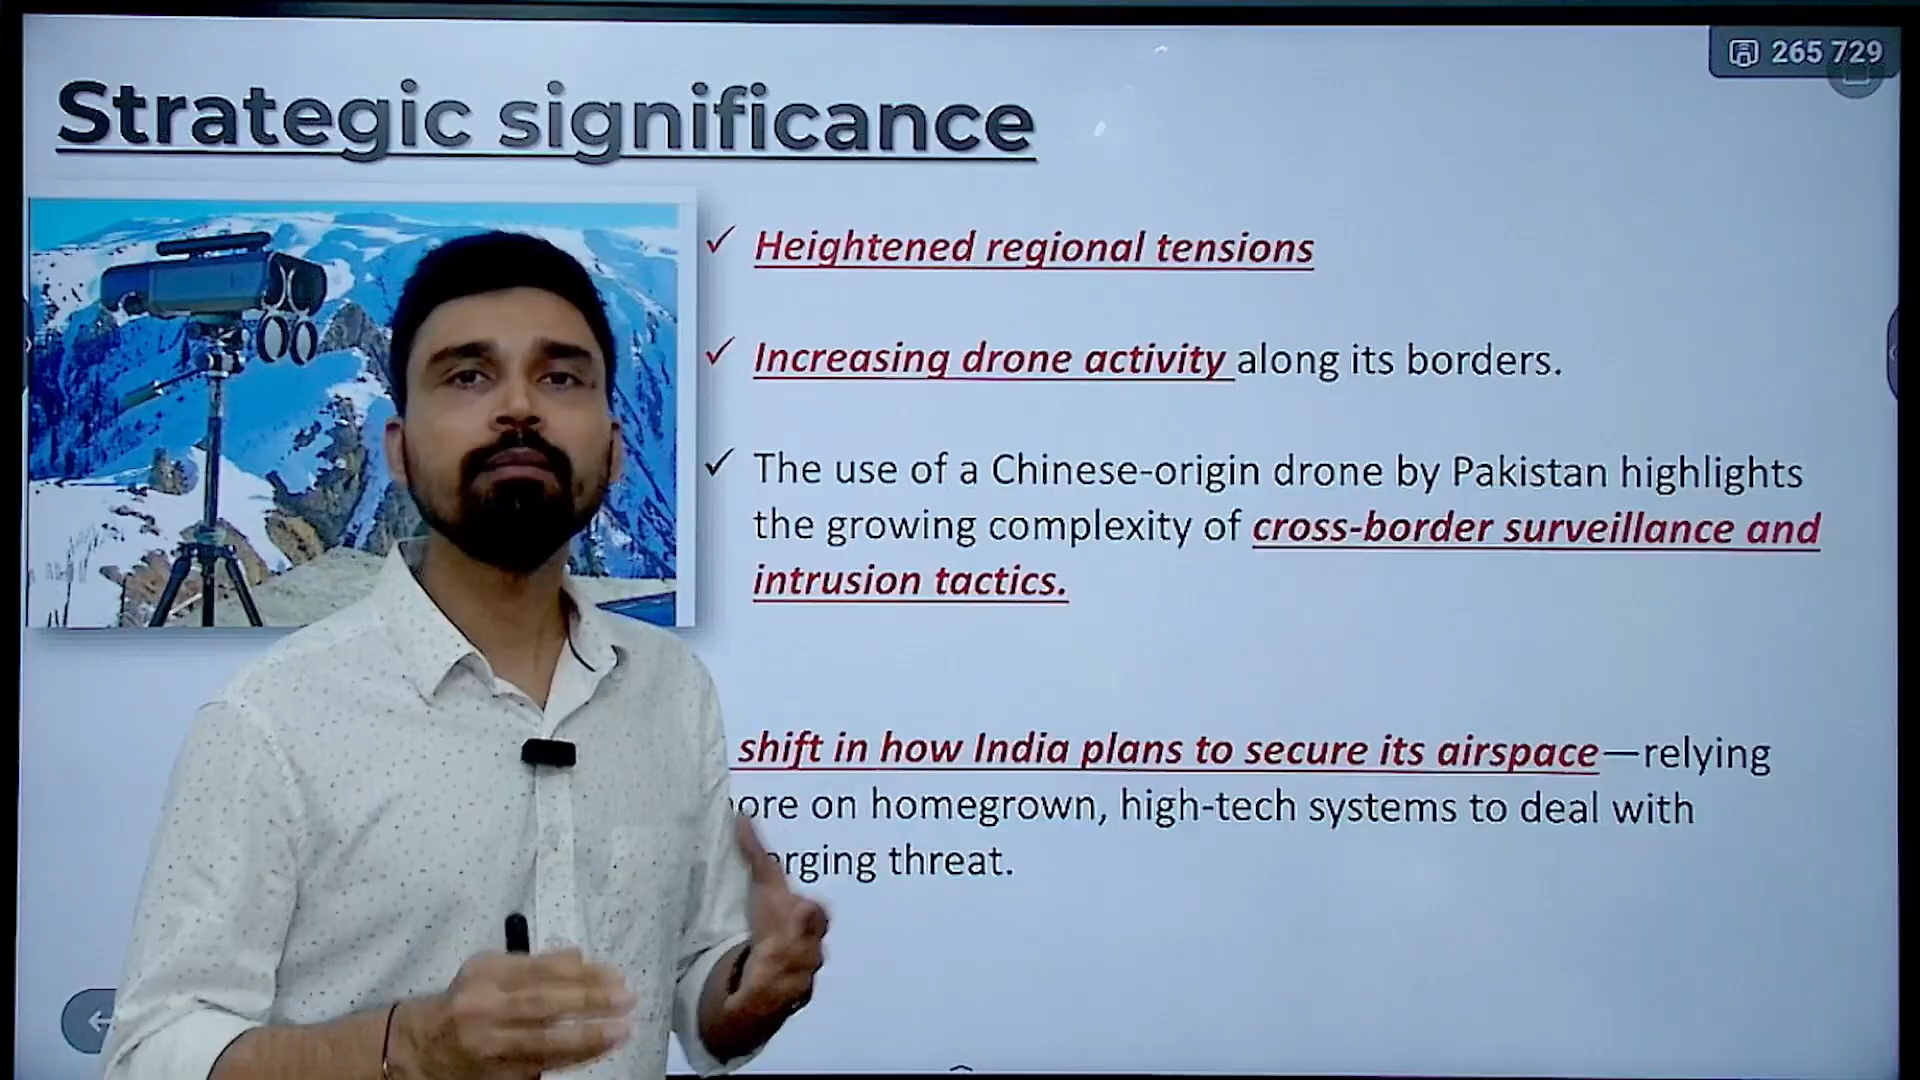 265 729
Strategic significance
✓ Heightened regional tensions
✓ Increasing drone activity along its borders.
✓ The use of a Chinese-origin drone by Pakistan highlights
the growing complexity of cross-border surveillance and
intrusion tactics.
shift in how India plans to secure its airspace—relying
on homegrown, high-tech systems to deal with
threat.